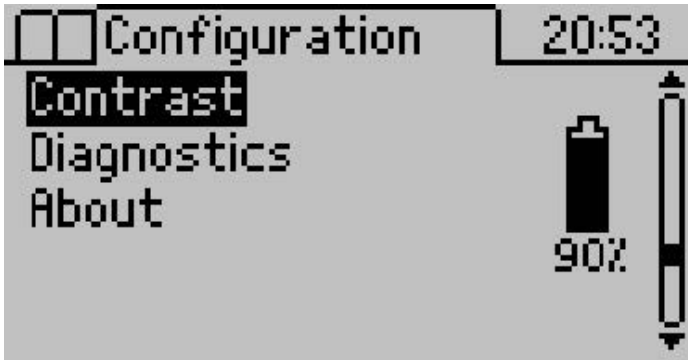 Configuration 20:53
Contrast
Diagnostics
About
90%